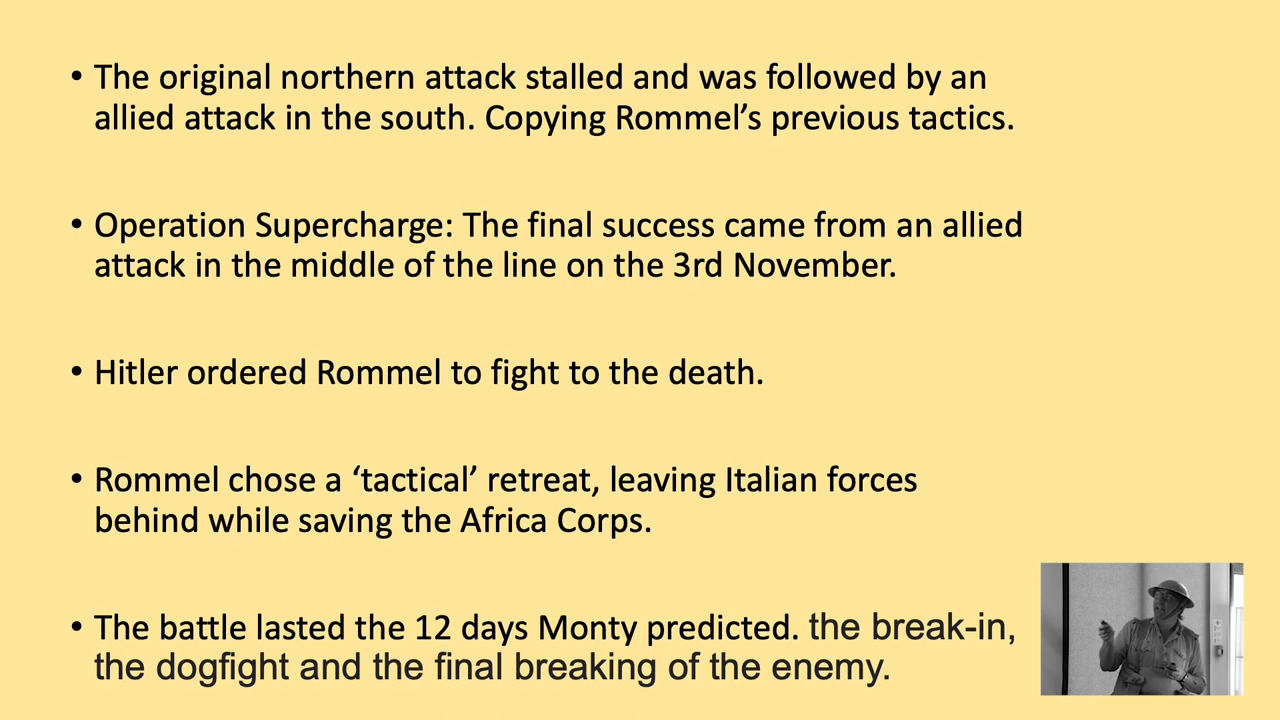 • The original northern attack stalled and was followed by an
allied attack in the south. Copying Rommel’s previous tactics.
• Operation Supercharge: The final success came from an allied
attack in the middle of the line on the 3rd November.
• Hitler ordered Rommel to fight to the death.
• Rommel chose a ‘tactical’ retreat, leaving Italian forces
behind while saving the Africa Corps.
• The battle lasted the 12 days Monty predicted. the break-in,
the dogfight and the final breaking of the enemy.